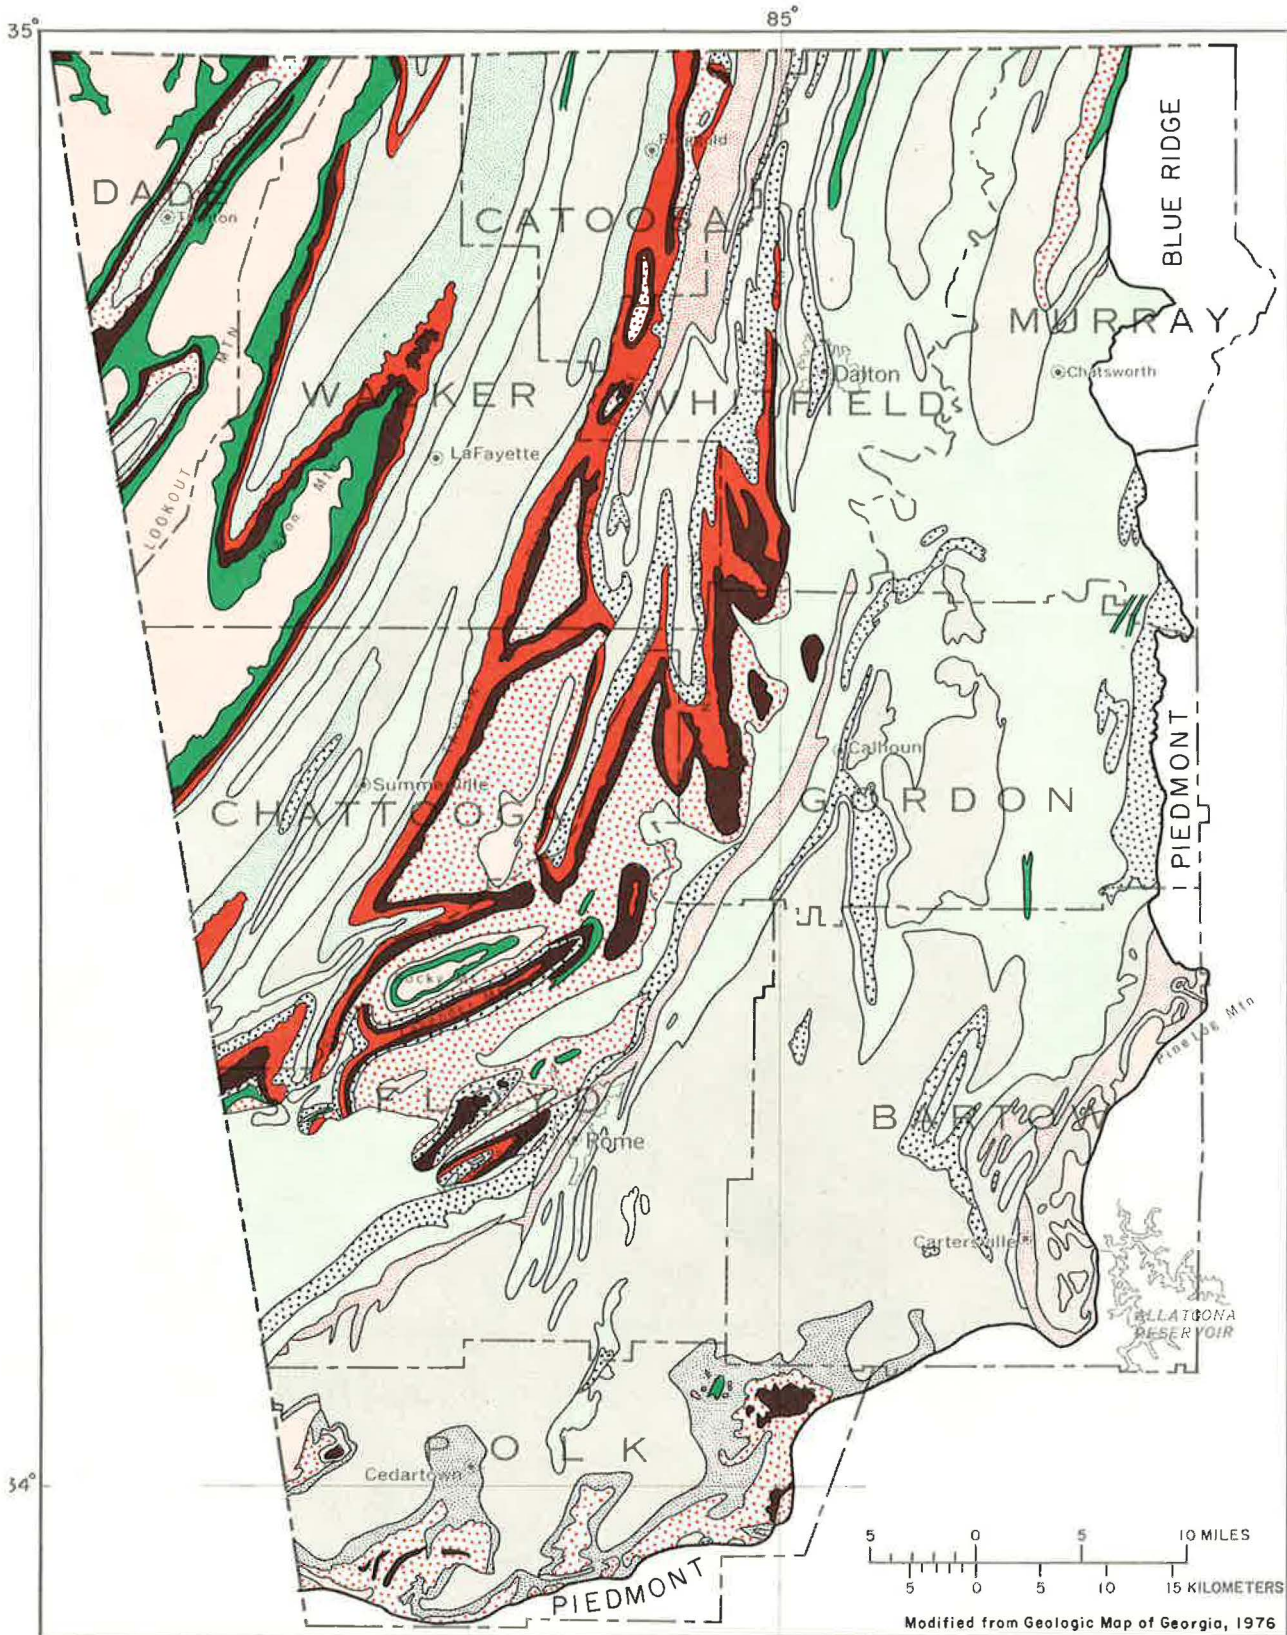 35°
85°
BLUE RIDGE
DADE
Trenton
Ringgold
CATOOSA
MURRAY
MTN
Dalton
Chatsworth
WALKER
WHITFIELD
LaFayette
LOOKOUT
Calhoun
PIEDMONT
Summerville
CHATTOOGA
GORDON
Pine Log Mtn
FLOYD
BARTOW
Rome
Cartersville
ALLATOONA
RESERVOIR
POLK
Cedartown
34°
5 0 5 10 MILES
5 0 5 10 15 KILOMETERS
PIEDMONT
Modified from Geologic Map of Georgia, 1976